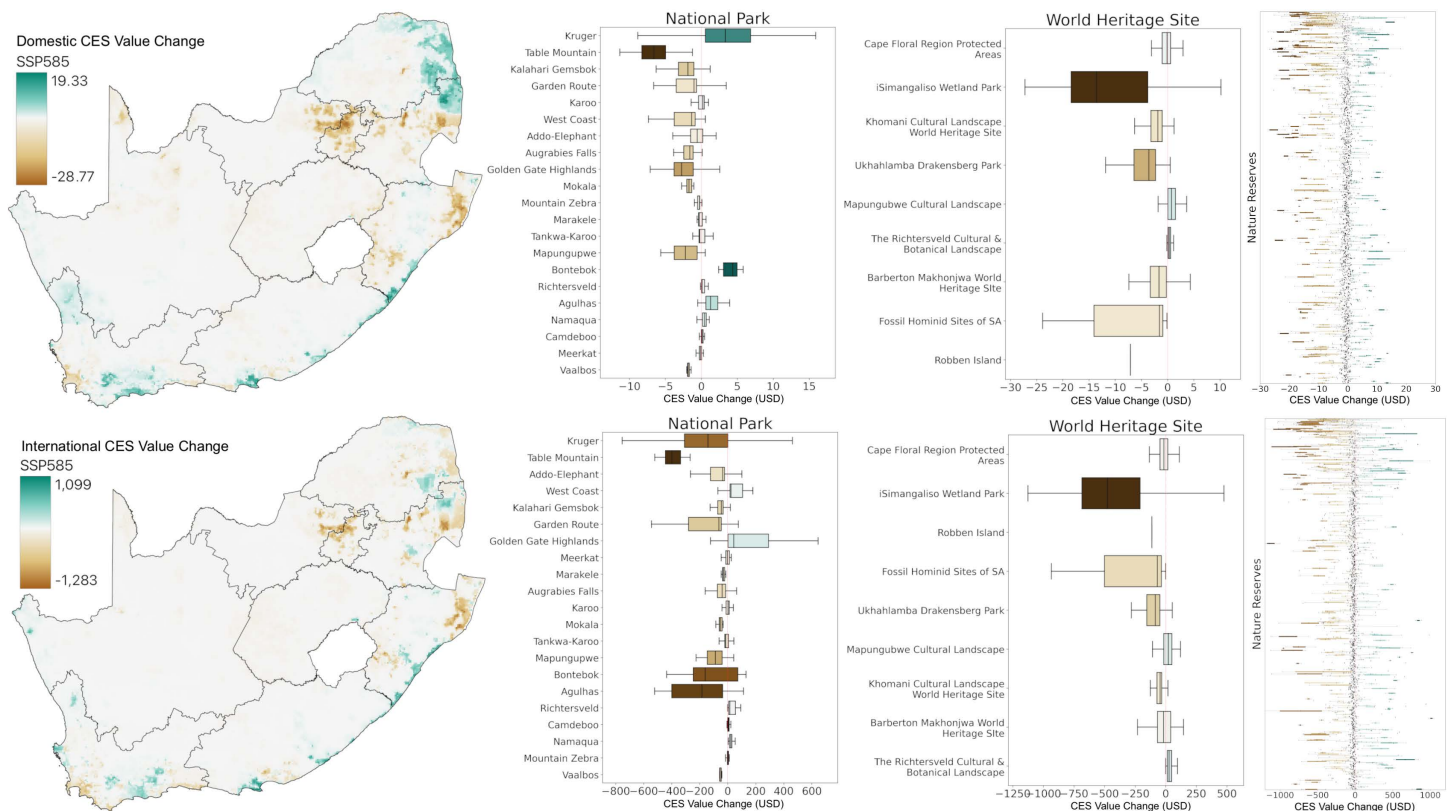 Domestic CES Value Change
SSP585
19.33
-28.77
National Park
Kruger
Table Mountain
Kalahari Gemsbok
Garden Route
Karoo
West Coast
Addo-Elephant
Augrabies Falls
Golden Gate Highlands
Mokala
Mountain Zebra
Marakele
Tankwa-Karoo
Mapungupwe
Bontebok
Richtersveld
Agulhas
Namaqua
Camdeboo
Meerkat
Vaalbos
−10 −5 0 5 10 15
CES Value Change (USD)
World Heritage Site
Cape Floral Region Protected
Areas
iSimangaliso Wetland Park
Khomani Cultural Landscape
World Heritage Site
Ukhahlamba Drakensberg Park
Mapungubwe Cultural Landscape
The Richtersveld Cultural &
Botanical Landscape
Barberton Makhonjwa World
Heritage SIte
Fossil Hominid Sites of SA
Robben Island
−30 −25 −20 −15 −10 −5 0 5 10
CES Value Change (USD)
Nature Reserves
−30 −20 −10 0 10 20 30
CES Value Change (USD)
International CES Value Change
SSP585
1,099
-1,283
National Park
Kruger
Table Mountain
Addo-Elephant
West Coast
Kalahari Gemsbok
Garden Route
Golden Gate Highlands
Meerkat
Marakele
Augrabies Falls
Karoo
Mokala
Tankwa-Karoo
Mapungupwe
Bontebok
Agulhas
Richtersveld
Camdeboo
Namaqua
Mountain Zebra
Vaalbos
−800 −600 −400 −200 0 200 400 600
CES Value Change (USD)
World Heritage Site
Cape Floral Region Protected
Areas
iSimangaliso Wetland Park
Robben Island
Fossil Hominid Sites of SA
Ukhahlamba Drakensberg Park
Mapungubwe Cultural Landscape
Khomani Cultural Landscape
World Heritage Site
Barberton Makhonjwa World
Heritage SIte
The Richtersveld Cultural &
Botanical Landscape
−1250 −1000 −750 −500 −250 0 250 500
CES Value Change (USD)
Nature Reserves
−1000 −500 0 500 1000
CES Value Change (USD)